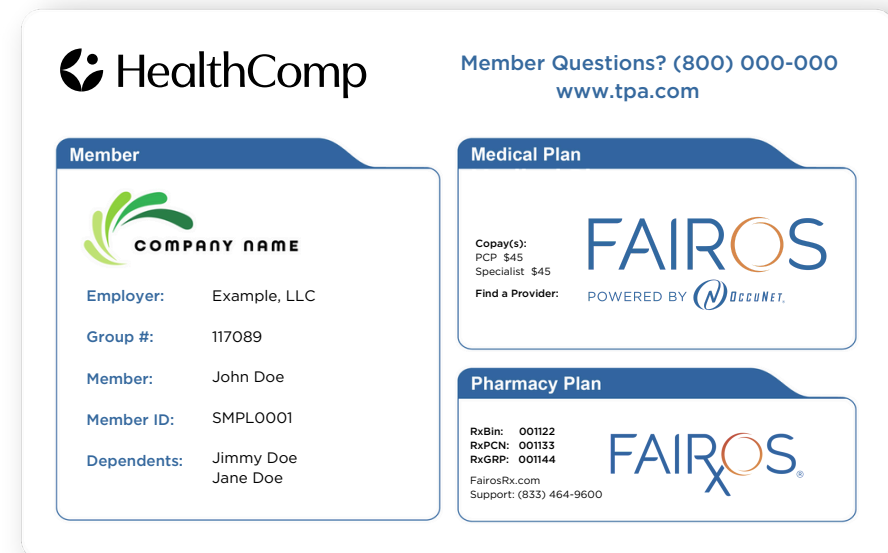 HealthComp
Member Questions? (800) 000-000
www.tpa.com
Member
COMPANY NAME
Employer: Example, LLC
Group #: 117089
Member: John Doe
Member ID: SMPL0001
Dependents: Jimmy Doe
Jane Doe
Medical Plan
Copay(s):
PCP $45
Specialist $45
Find a Provider:
FAIROS
POWERED BY OCCUNET
Pharmacy Plan
RxBin: 001122
RxPCN: 001133
RxGRP: 001144
FairosRx.com
Support: (833) 464-9600
FAIROS Rx®